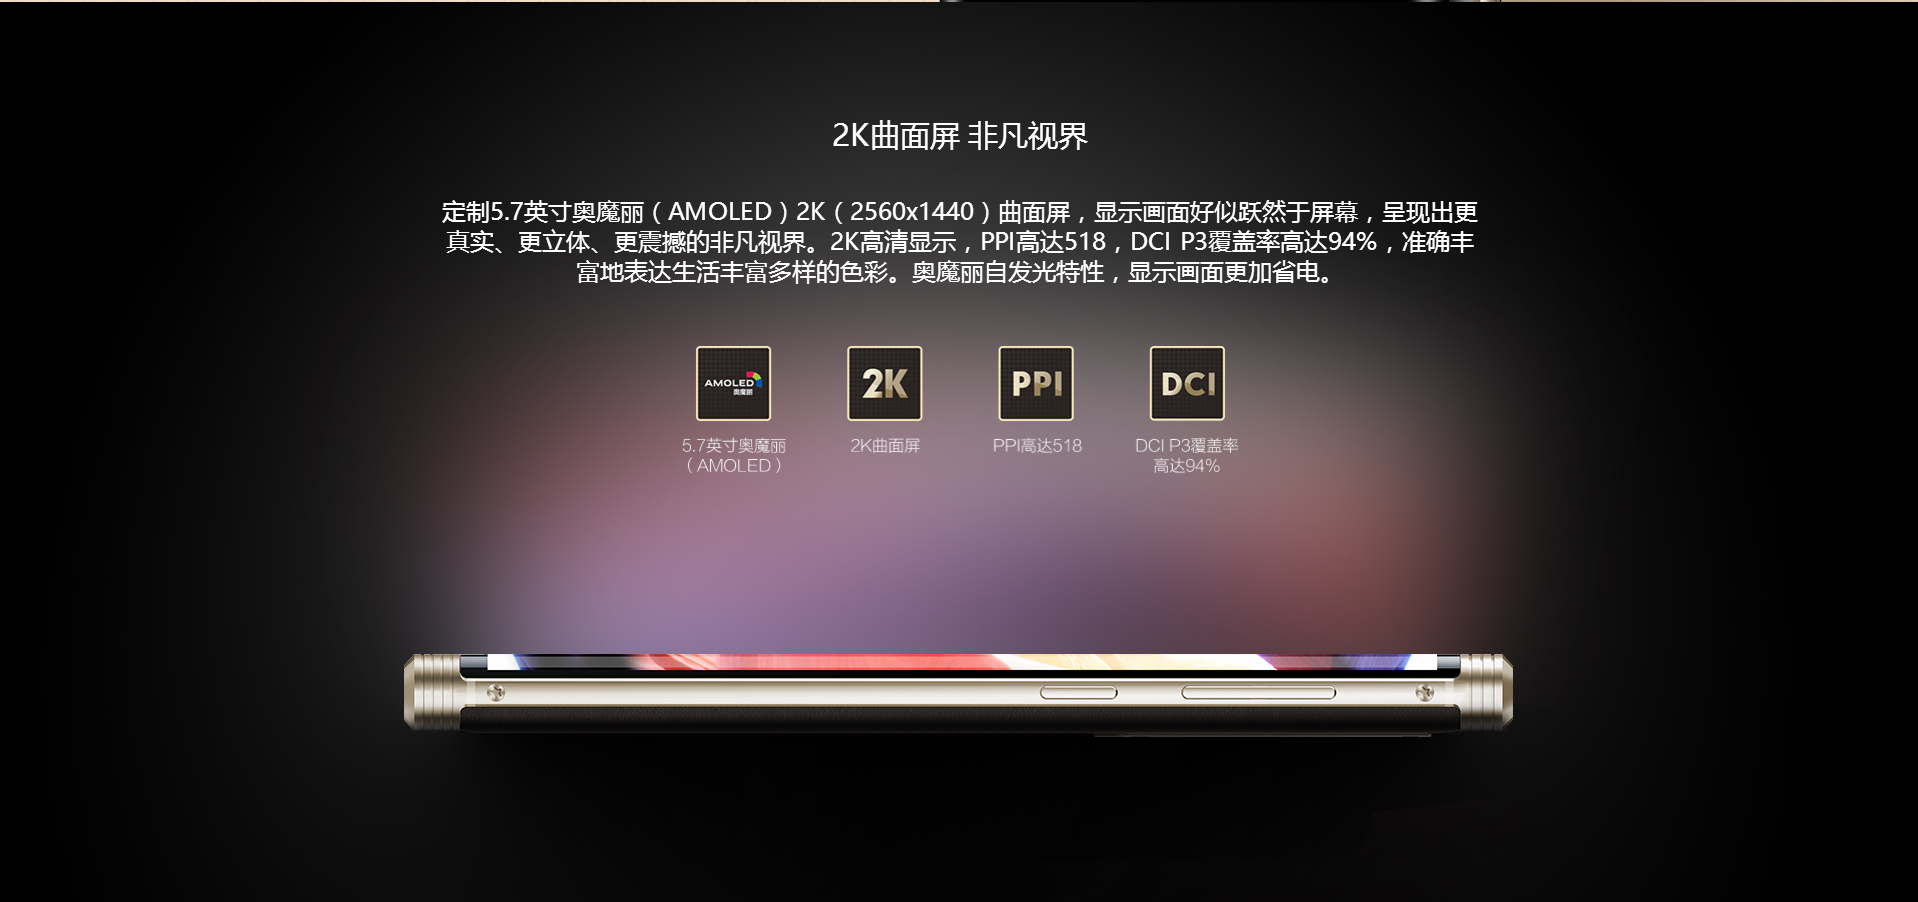 2K曲面屏 非凡视界
定制5.7英寸奥魔丽（AMOLED）2K（2560x1440）曲面屏，显示画面好似跃然于屏幕，呈现出更
真实、更立体、更震撼的非凡视界。2K高清显示，PPI高达518，DCI P3覆盖率高达94%，准确丰
富地表达生活丰富多样的色彩。奥魔丽自发光特性，显示画面更加省电。
AMOLED
奥魔丽
2K
PPI
DCI
5.7英寸奥魔丽
（AMOLED）
2K曲面屏
PPI高达518
DCI P3覆盖率
高达94%